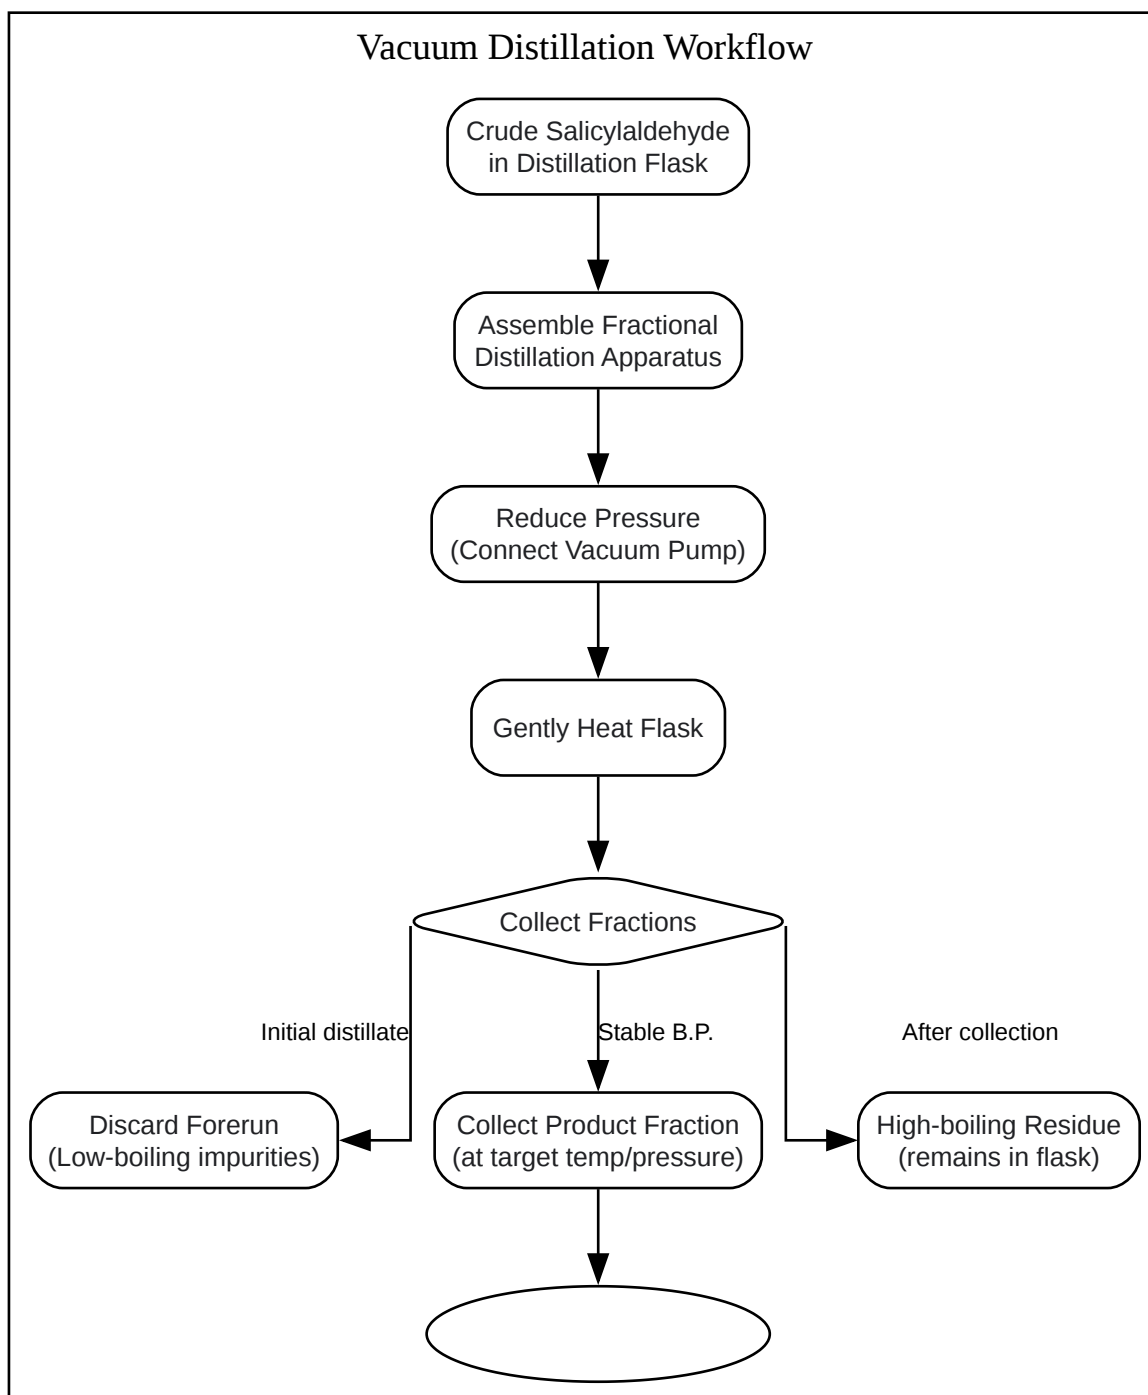 Vacuum Distillation Workflow
Crude Salicylaldehyde
in Distillation Flask
Assemble Fractional
Distillation Apparatus
Reduce Pressure
(Connect Vacuum Pump)
Gently Heat Flask
Collect Fractions
Initial distillate
Stable B.P.
After collection
Discard Forerun
(Low-boiling impurities)
Collect Product Fraction
(at target temp/pressure)
High-boiling Residue
(remains in flask)